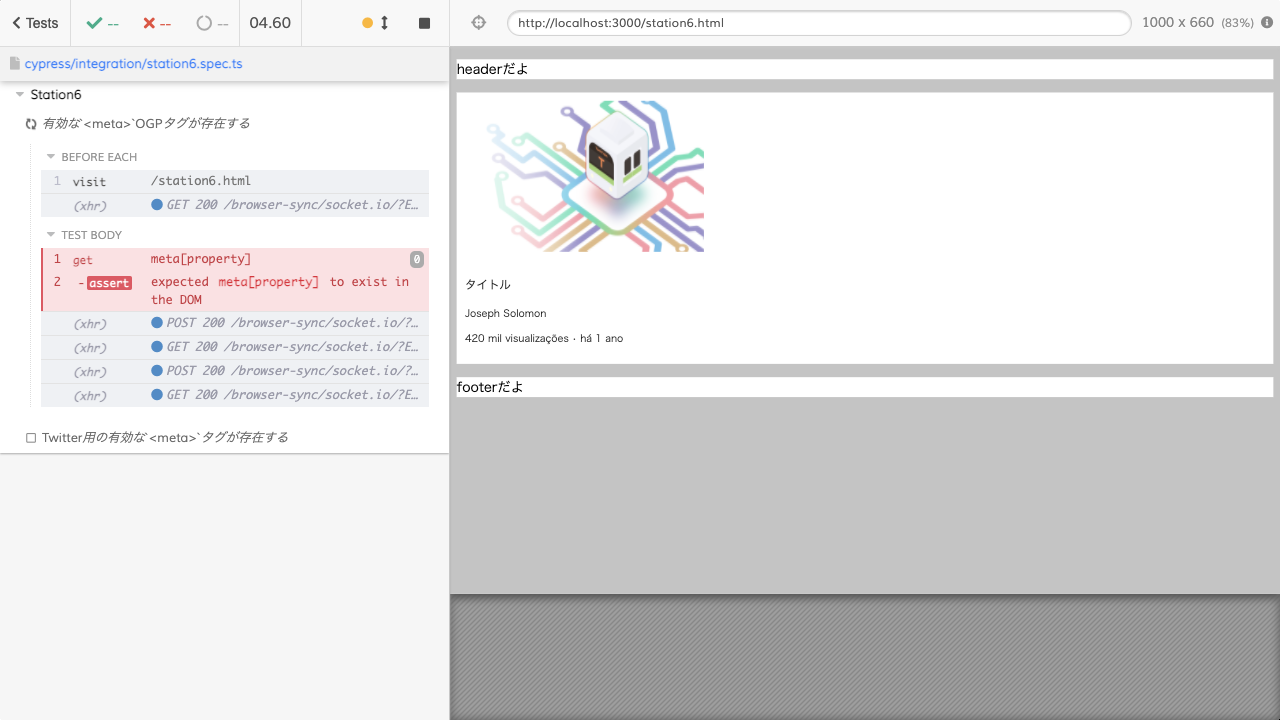 Tests
--
--
--
04.60
http://localhost:3000/station6.html
1000 x 660 (83%)
cypress/integration/station6.spec.ts
Station6
有効な`<meta>`OGPタグが存在する
BEFORE EACH
1 visit /station6.html
(xhr) GET 200 /browser-sync/socket.io/?E…
TEST BODY
1 get meta[property] 0
2 -assert expected meta[property] to exist in
the DOM
(xhr) POST 200 /browser-sync/socket.io/?…
(xhr) GET 200 /browser-sync/socket.io/?E…
(xhr) POST 200 /browser-sync/socket.io/?…
(xhr) GET 200 /browser-sync/socket.io/?E…
Twitter用の有効な`<meta>`タグが存在する
headerだよ
T
タイトル
Joseph Solomon
420 mil visualizações・há 1 ano
footerだよ